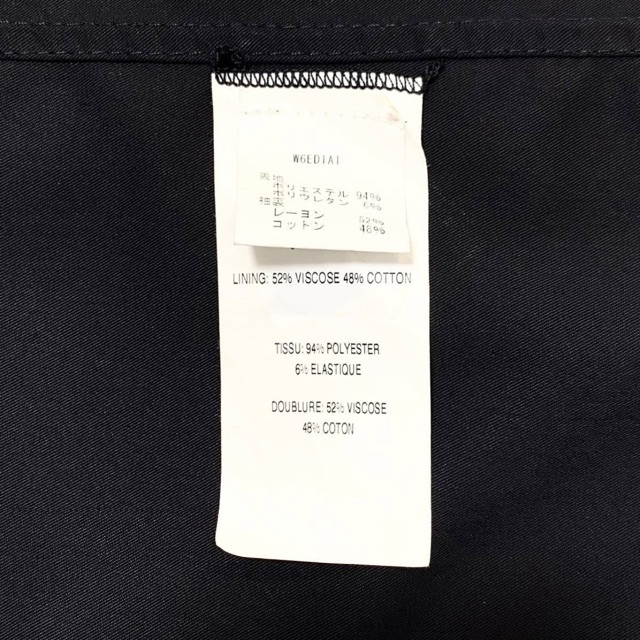 W6EDIAI
表地
ポリエステル 94%
ポリウレタン 6%
袖裏
レーヨン 52%
コットン 48%
LINING: 52% VISCOSE 48% COTTON
TISSU: 94% POLYESTER
6% ELASTIQUE
DOUBLURE: 52% VISCOSE
48% COTON